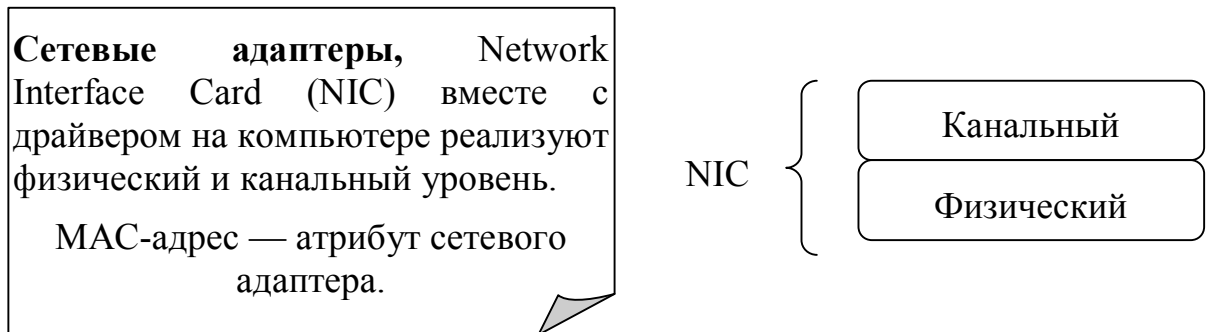 Сетевые адаптеры, Network
Interface Card (NIC) вместе с
драйвером на компьютере реализуют
физический и канальный уровень.
MAC-адрес — атрибут сетевого
адаптера.
NIC
Канальный
Физический